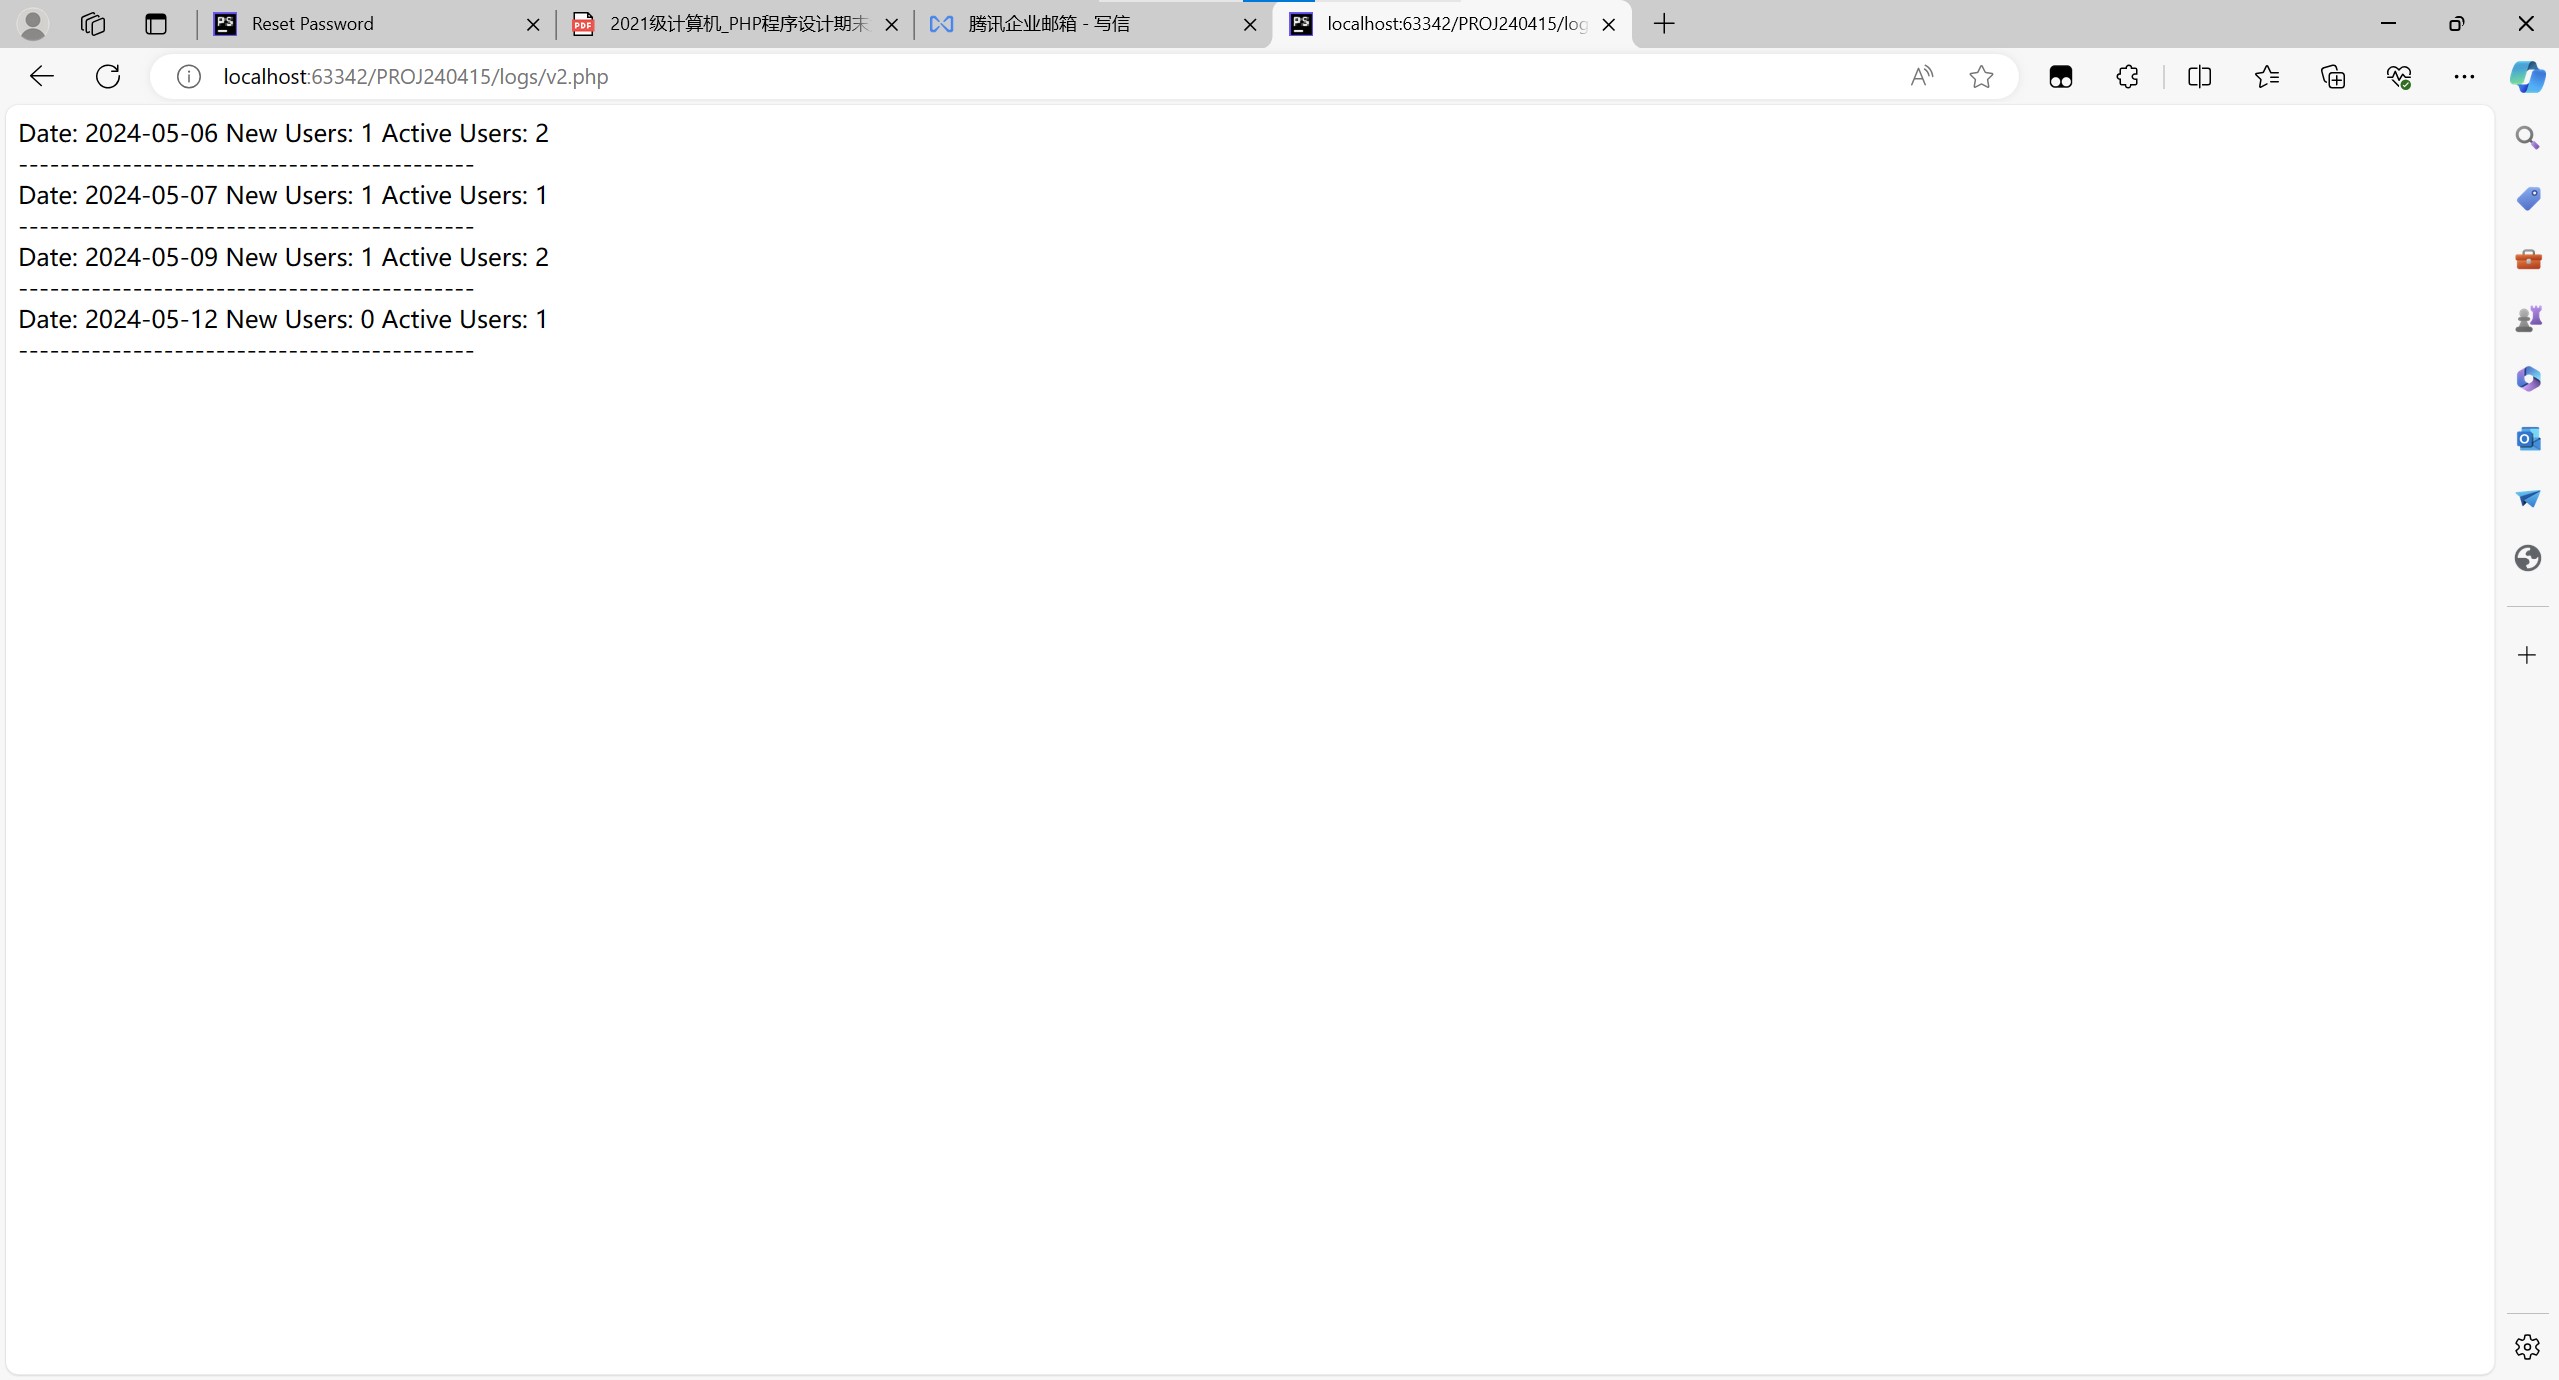 Reset Password
2021级计算机_PHP程序设计期末
腾讯企业邮箱 - 写信
localhost:63342/PROJ240415/log
localhost:63342/PROJ240415/logs/v2.php
Date: 2024-05-06 New Users: 1 Active Users: 2
--------------------------------------------
Date: 2024-05-07 New Users: 1 Active Users: 1
--------------------------------------------
Date: 2024-05-09 New Users: 1 Active Users: 2
--------------------------------------------
Date: 2024-05-12 New Users: 0 Active Users: 1
--------------------------------------------